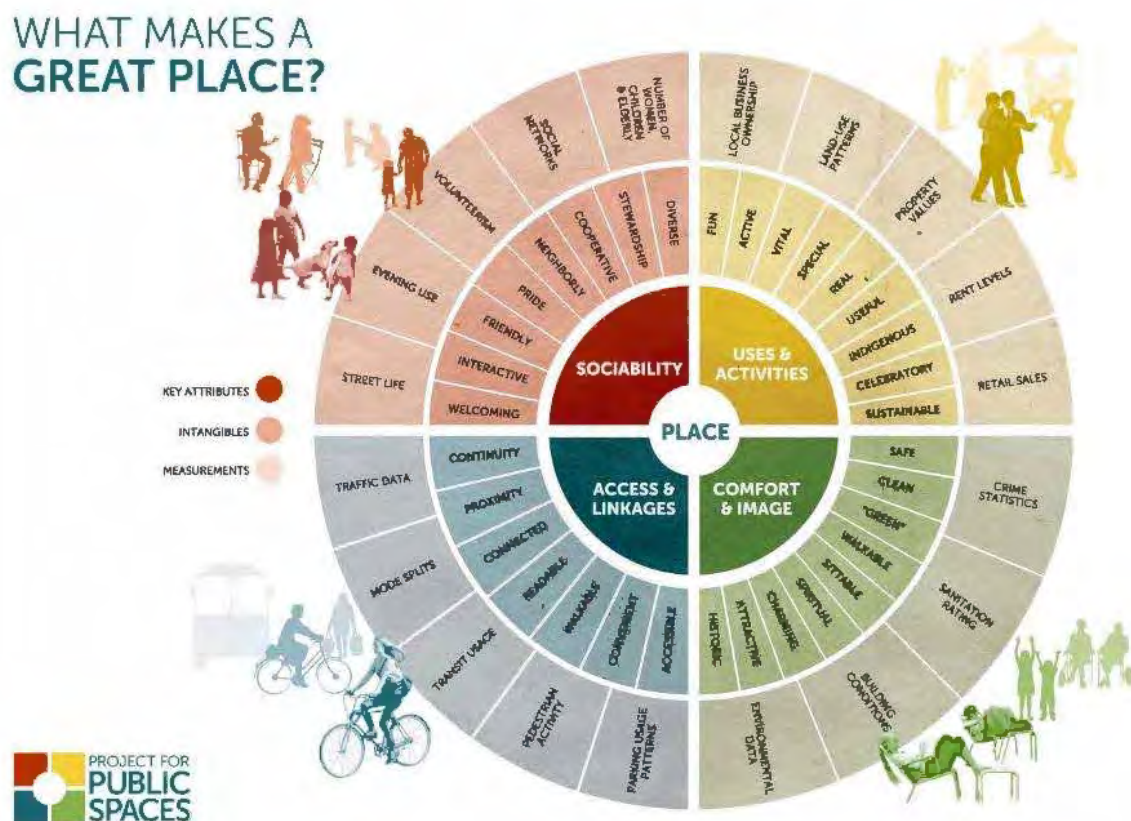 WHAT MAKES A
GREAT PLACE?
KEY ATTRIBUTES
INTANGIBLES
MEASUREMENTS
PLACE
SOCIABILITY
WELCOMING
INTERACTIVE
FRIENDLY
PRIDE
NEIGHBORLY
COOPERATIVE
STEWARDSHIP
DIVERSE
STREET LIFE
EVENING USE
VOLUNTEERISM
SOCIAL
NETWORKS
NUMBER OF
WOMEN,
CHILDREN
& ELDERLY
USES &
ACTIVITIES
FUN
ACTIVE
VITAL
SPECIAL
REAL
USEFUL
INDIGENOUS
CELEBRATORY
SUSTAINABLE
LOCAL BUSINESS
OWNERSHIP
LAND-USE
PATTERNS
PROPERTY
VALUES
RENT LEVELS
RETAIL SALES
COMFORT
& IMAGE
SAFE
CLEAN
"GREEN"
WALKABLE
SITTABLE
SPIRITUAL
CHARMING
ATTRACTIVE
HISTORIC
CRIME
STATISTICS
SANITATION
RATING
BUILDING
CONDITIONS
ENVIRONMENTAL
DATA
ACCESS &
LINKAGES
CONTINUITY
PROXIMITY
CONNECTED
READABLE
WALKABLE
CONVENIENT
ACCESSIBLE
TRAFFIC DATA
MODE SPLITS
TRANSIT USAGE
PEDESTRIAN
ACTIVITY
PARKING USAGE
PATTERNS
PROJECT FOR
PUBLIC
SPACES